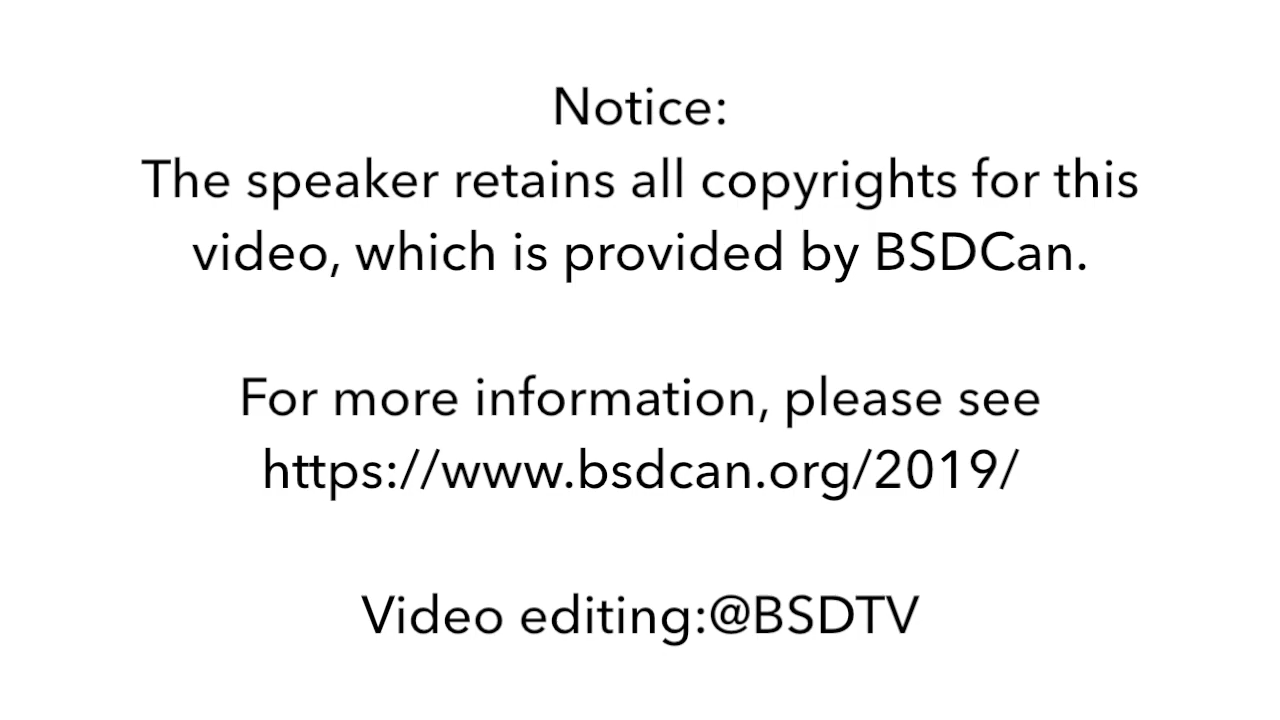 Notice:
The speaker retains all copyrights for this
video, which is provided by BSDCan.
For more information, please see
https://www.bsdcan.org/2019/
Video editing:@BSDTV